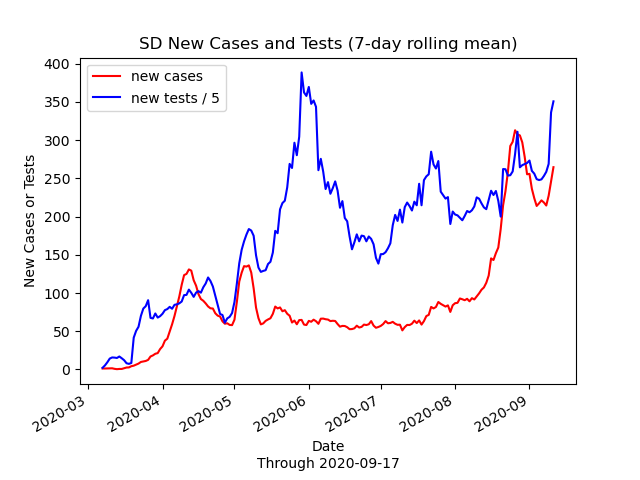 SD New Cases and Tests (7-day rolling mean)
new cases
new tests / 5
New Cases or Tests
400
350
300
250
200
150
100
50
0
2020-03
2020-04
2020-05
2020-06
2020-07
2020-08
2020-09
Date
Through 2020-09-17